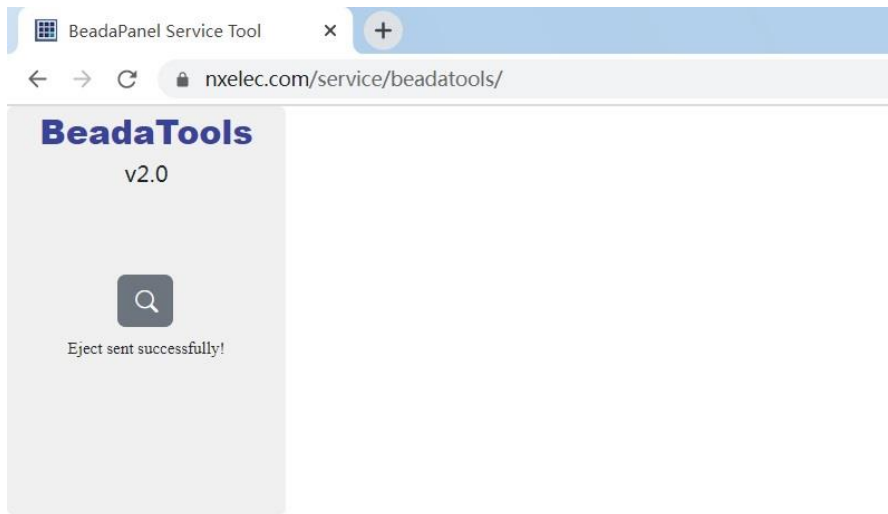 BeadaPanel Service Tool
nxelec.com/service/beadatools/
BeadaTools
v2.0
Eject sent successfully!